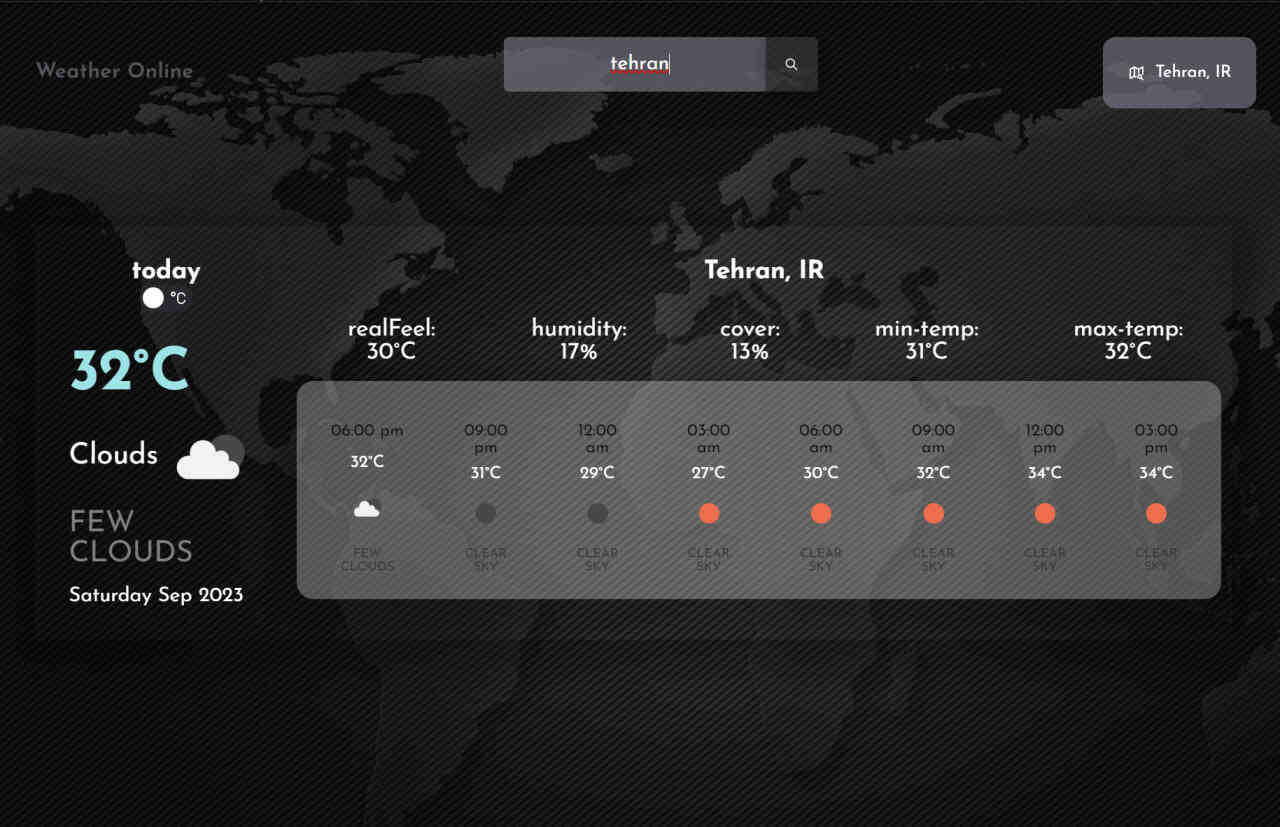 Weather Online
tehran
Tehran, IR
today
°C
32°C
Clouds
FEW
CLOUDS
Saturday Sep 2023
Tehran, IR
realFeel:
30°C
humidity:
17%
cover:
13%
min-temp:
31°C
max-temp:
32°C
06:00 pm
32°C
FEW
CLOUDS
09:00
pm
31°C
CLEAR
SKY
12:00
am
29°C
CLEAR
SKY
03:00
am
27°C
CLEAR
SKY
06:00
am
30°C
CLEAR
SKY
09:00
am
32°C
CLEAR
SKY
12:00
pm
34°C
CLEAR
SKY
03:00
pm
34°C
CLEAR
SKY